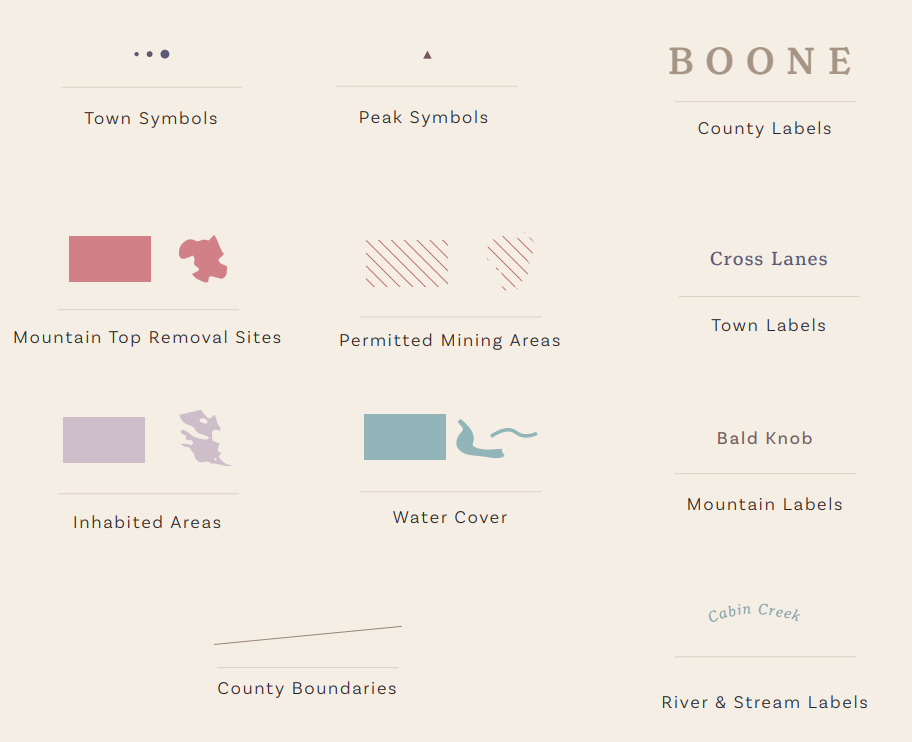 Town Symbols
Peak Symbols
BOONE
County Labels
Mountain Top Removal Sites
Permitted Mining Areas
Cross Lanes
Town Labels
Inhabited Areas
Water Cover
Bald Knob
Mountain Labels
County Boundaries
Cabin Creek
River & Stream Labels